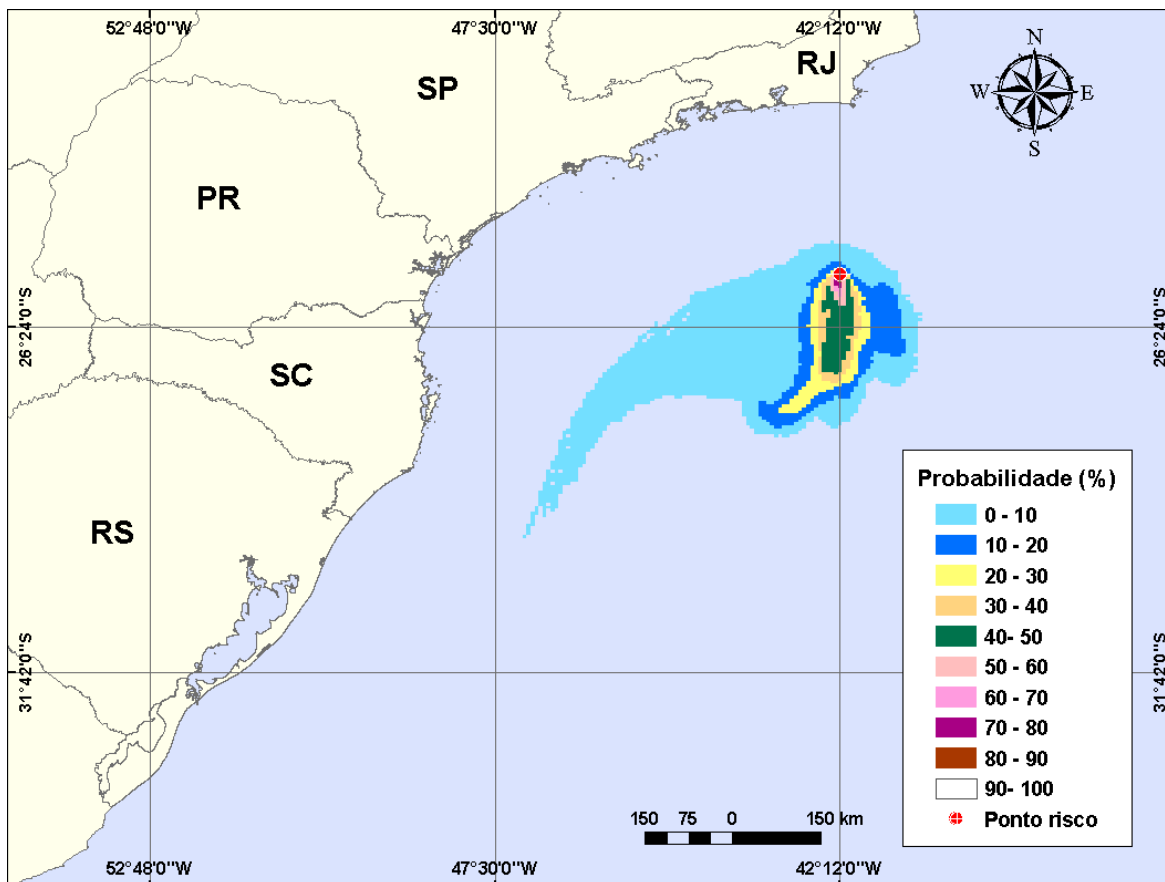 52°48'0''W 47°30'0''W 42°12'0''W
N
W E
S
RJ
SP
PR
26°24'0''S 26°24'0''S
SC
RS
31°42'0''S 31°42'0''S
Probabilidade (%)
0 - 10
10 - 20
20 - 30
30 - 40
40- 50
50 - 60
60 - 70
70 - 80
80 - 90
90- 100
Ponto risco
150 75 0 150 km
52°48'0''W 47°30'0''W 42°12'0''W